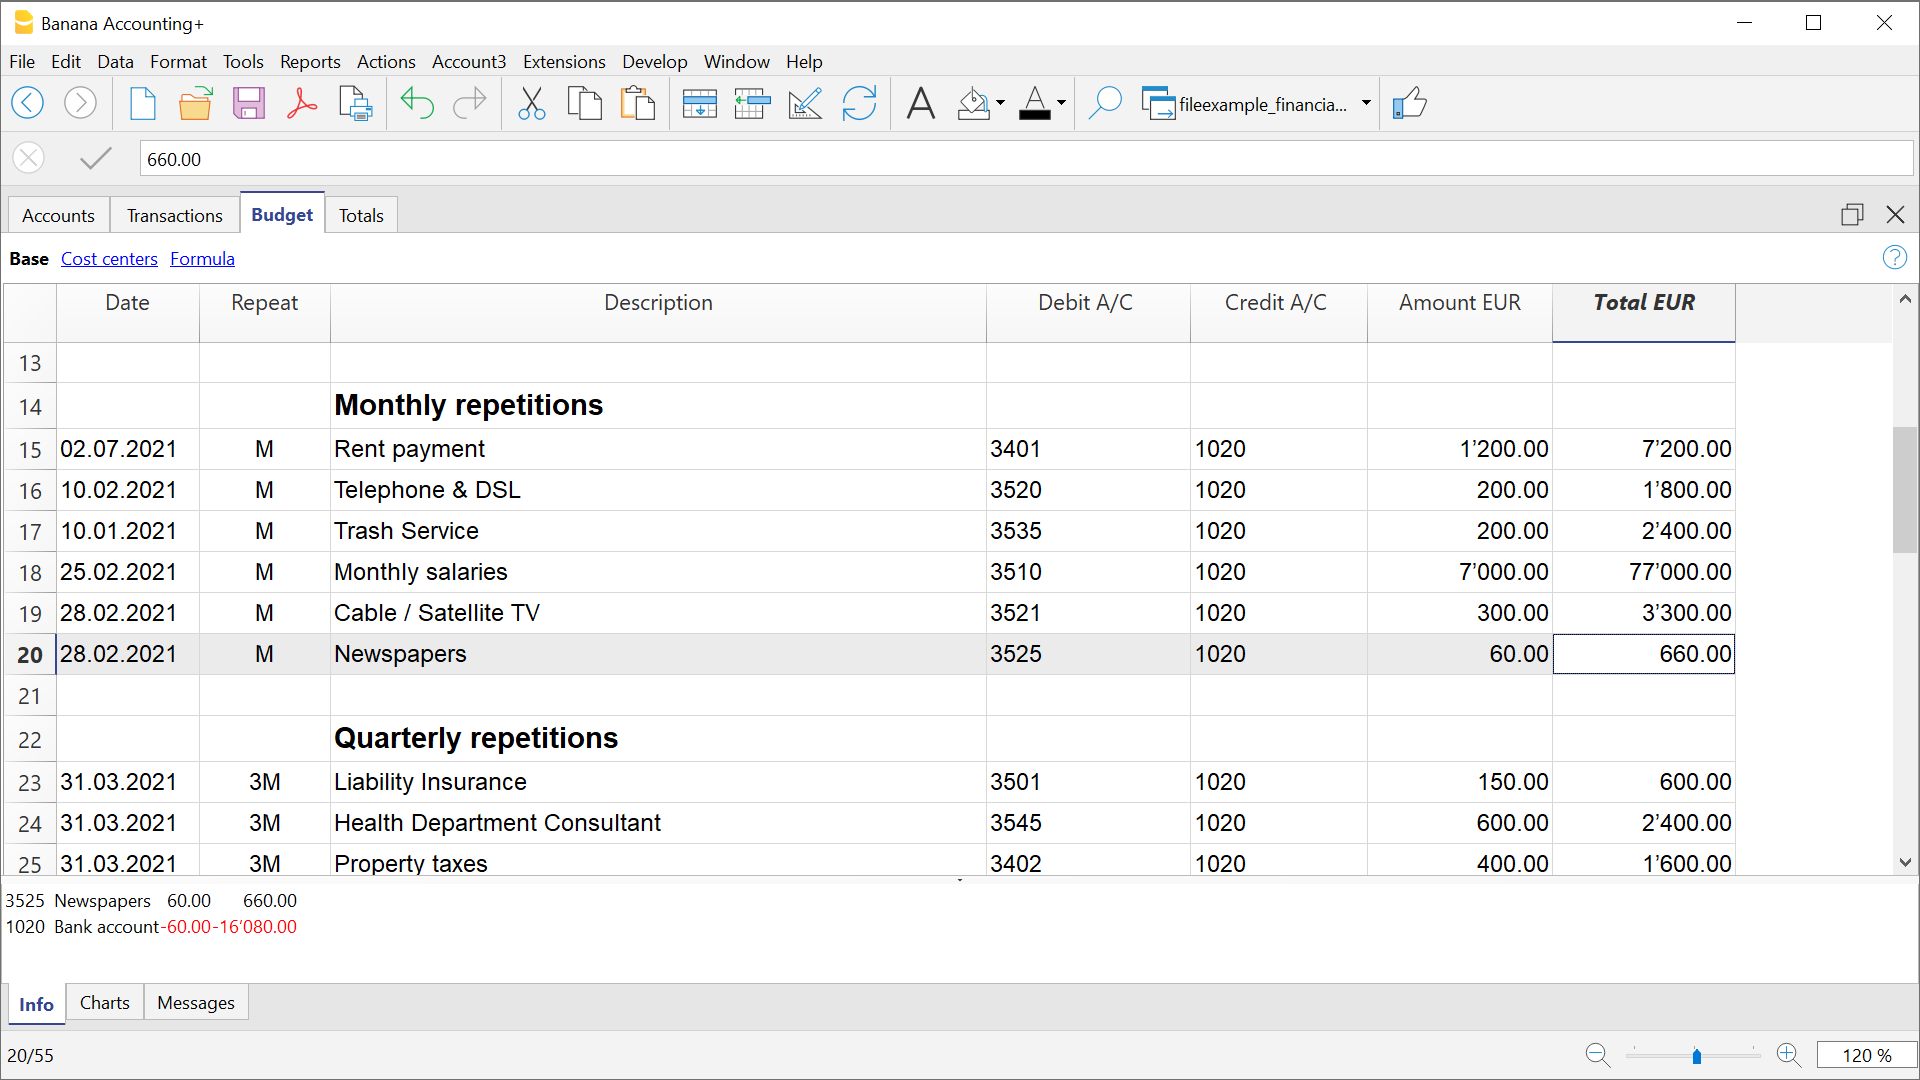 Banana Accounting+
File Edit Data Format Tools Reports Actions Account3 Extensions Develop Window Help
fileexample_financia...
660.00
Accounts Transactions Budget Totals
Base Cost centers Formula
Date Repeat Description Debit A/C Credit A/C Amount EUR Total EUR
13
14 Monthly repetitions
15 02.07.2021 M Rent payment 3401 1020 1’200.00 7’200.00
16 10.02.2021 M Telephone & DSL 3520 1020 200.00 1’800.00
17 10.01.2021 M Trash Service 3535 1020 200.00 2’400.00
18 25.02.2021 M Monthly salaries 3510 1020 7’000.00 77’000.00
19 28.02.2021 M Cable / Satellite TV 3521 1020 300.00 3’300.00
20 28.02.2021 M Newspapers 3525 1020 60.00 660.00
21
22 Quarterly repetitions
23 31.03.2021 3M Liability Insurance 3501 1020 150.00 600.00
24 31.03.2021 3M Health Department Consultant 3545 1020 600.00 2’400.00
25 31.03.2021 3M Property taxes 3402 1020 400.00 1’600.00
3525 Newspapers 60.00 660.00
1020 Bank account -60.00 -16’080.00
Info Charts Messages
20/55 120 %